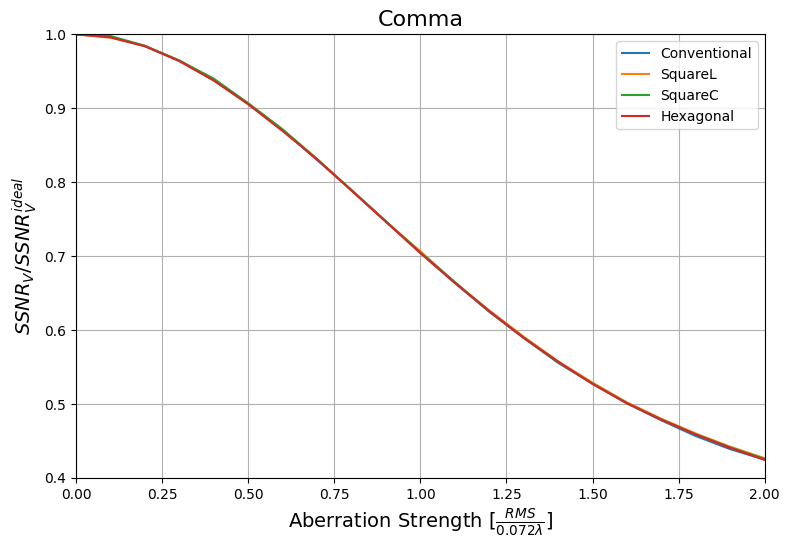 Comma
1.0
0.9
0.8
0.7
0.6
0.5
0.4
SSNR_V/SSNR_V^{ideal}
Conventional
SquareL
SquareC
Hexagonal
0.00 0.25 0.50 0.75 1.00 1.25 1.50 1.75 2.00
Aberration Strength [\frac{RMS}{0.072λ}]